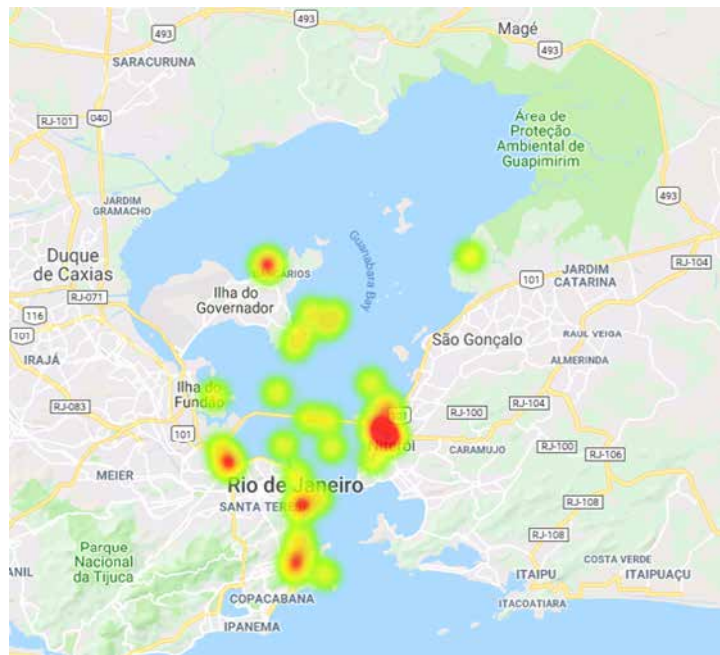 Magé
493
493
493
SARACURUNA
RJ-101
040
Área de
Proteção
Ambiental de
Guapimirim
493
JARDIM
GRAMACHO
Guanabara Bay
Duque
de Caxias
RJ-104
RJ-071
101
JARDIM
CATARINA
Ilha do
Governador
116
101
IRAJÁ
São Gonçalo
RAUL VEIGA
ALMERINDA
Ilha do
Fundão
RJ-083
RJ-104
RJ-100
101
CARAMUJO
RJ-100
RJ-106
MEIER
Rio de Janeiro
SANTA
RJ-108
RJ-108
Parque
Nacional
da Tijuca
COSTA VERDE
ANIL
ITAIPU
ITAIPUAÇU
COPACABANA
ITACOATIARA
IPANEMA